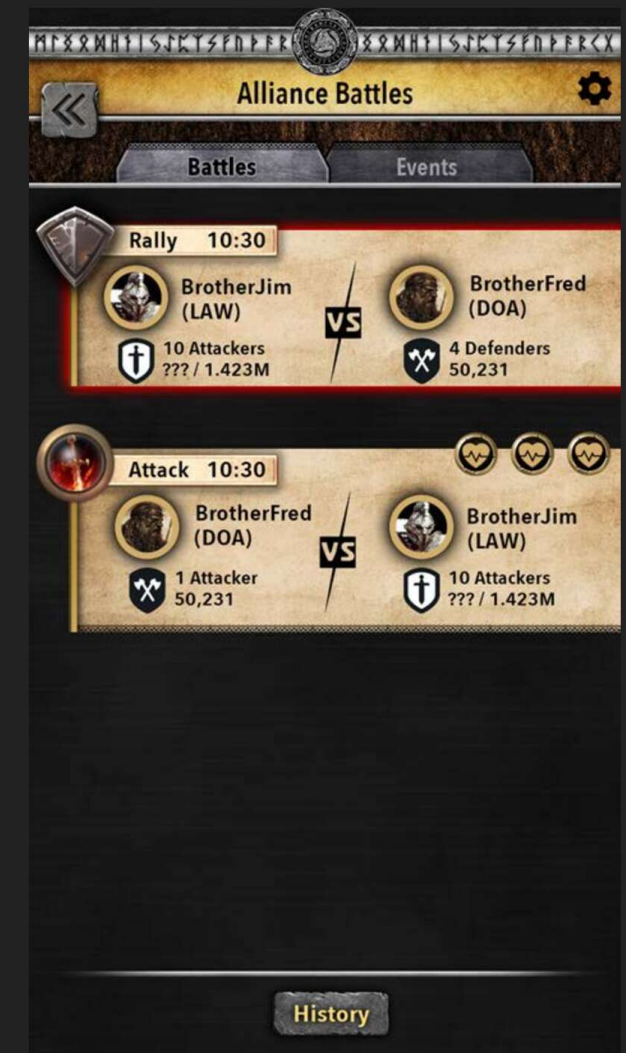 Alliance Battles
Battles
Events
Rally 10:30
BrotherJim
(LAW)
10 Attackers
??? / 1.423M
VS
BrotherFred
(DOA)
4 Defenders
50,231
Attack 10:30
BrotherFred
(DOA)
1 Attacker
50,231
VS
BrotherJim
(LAW)
10 Attackers
??? / 1.423M
History